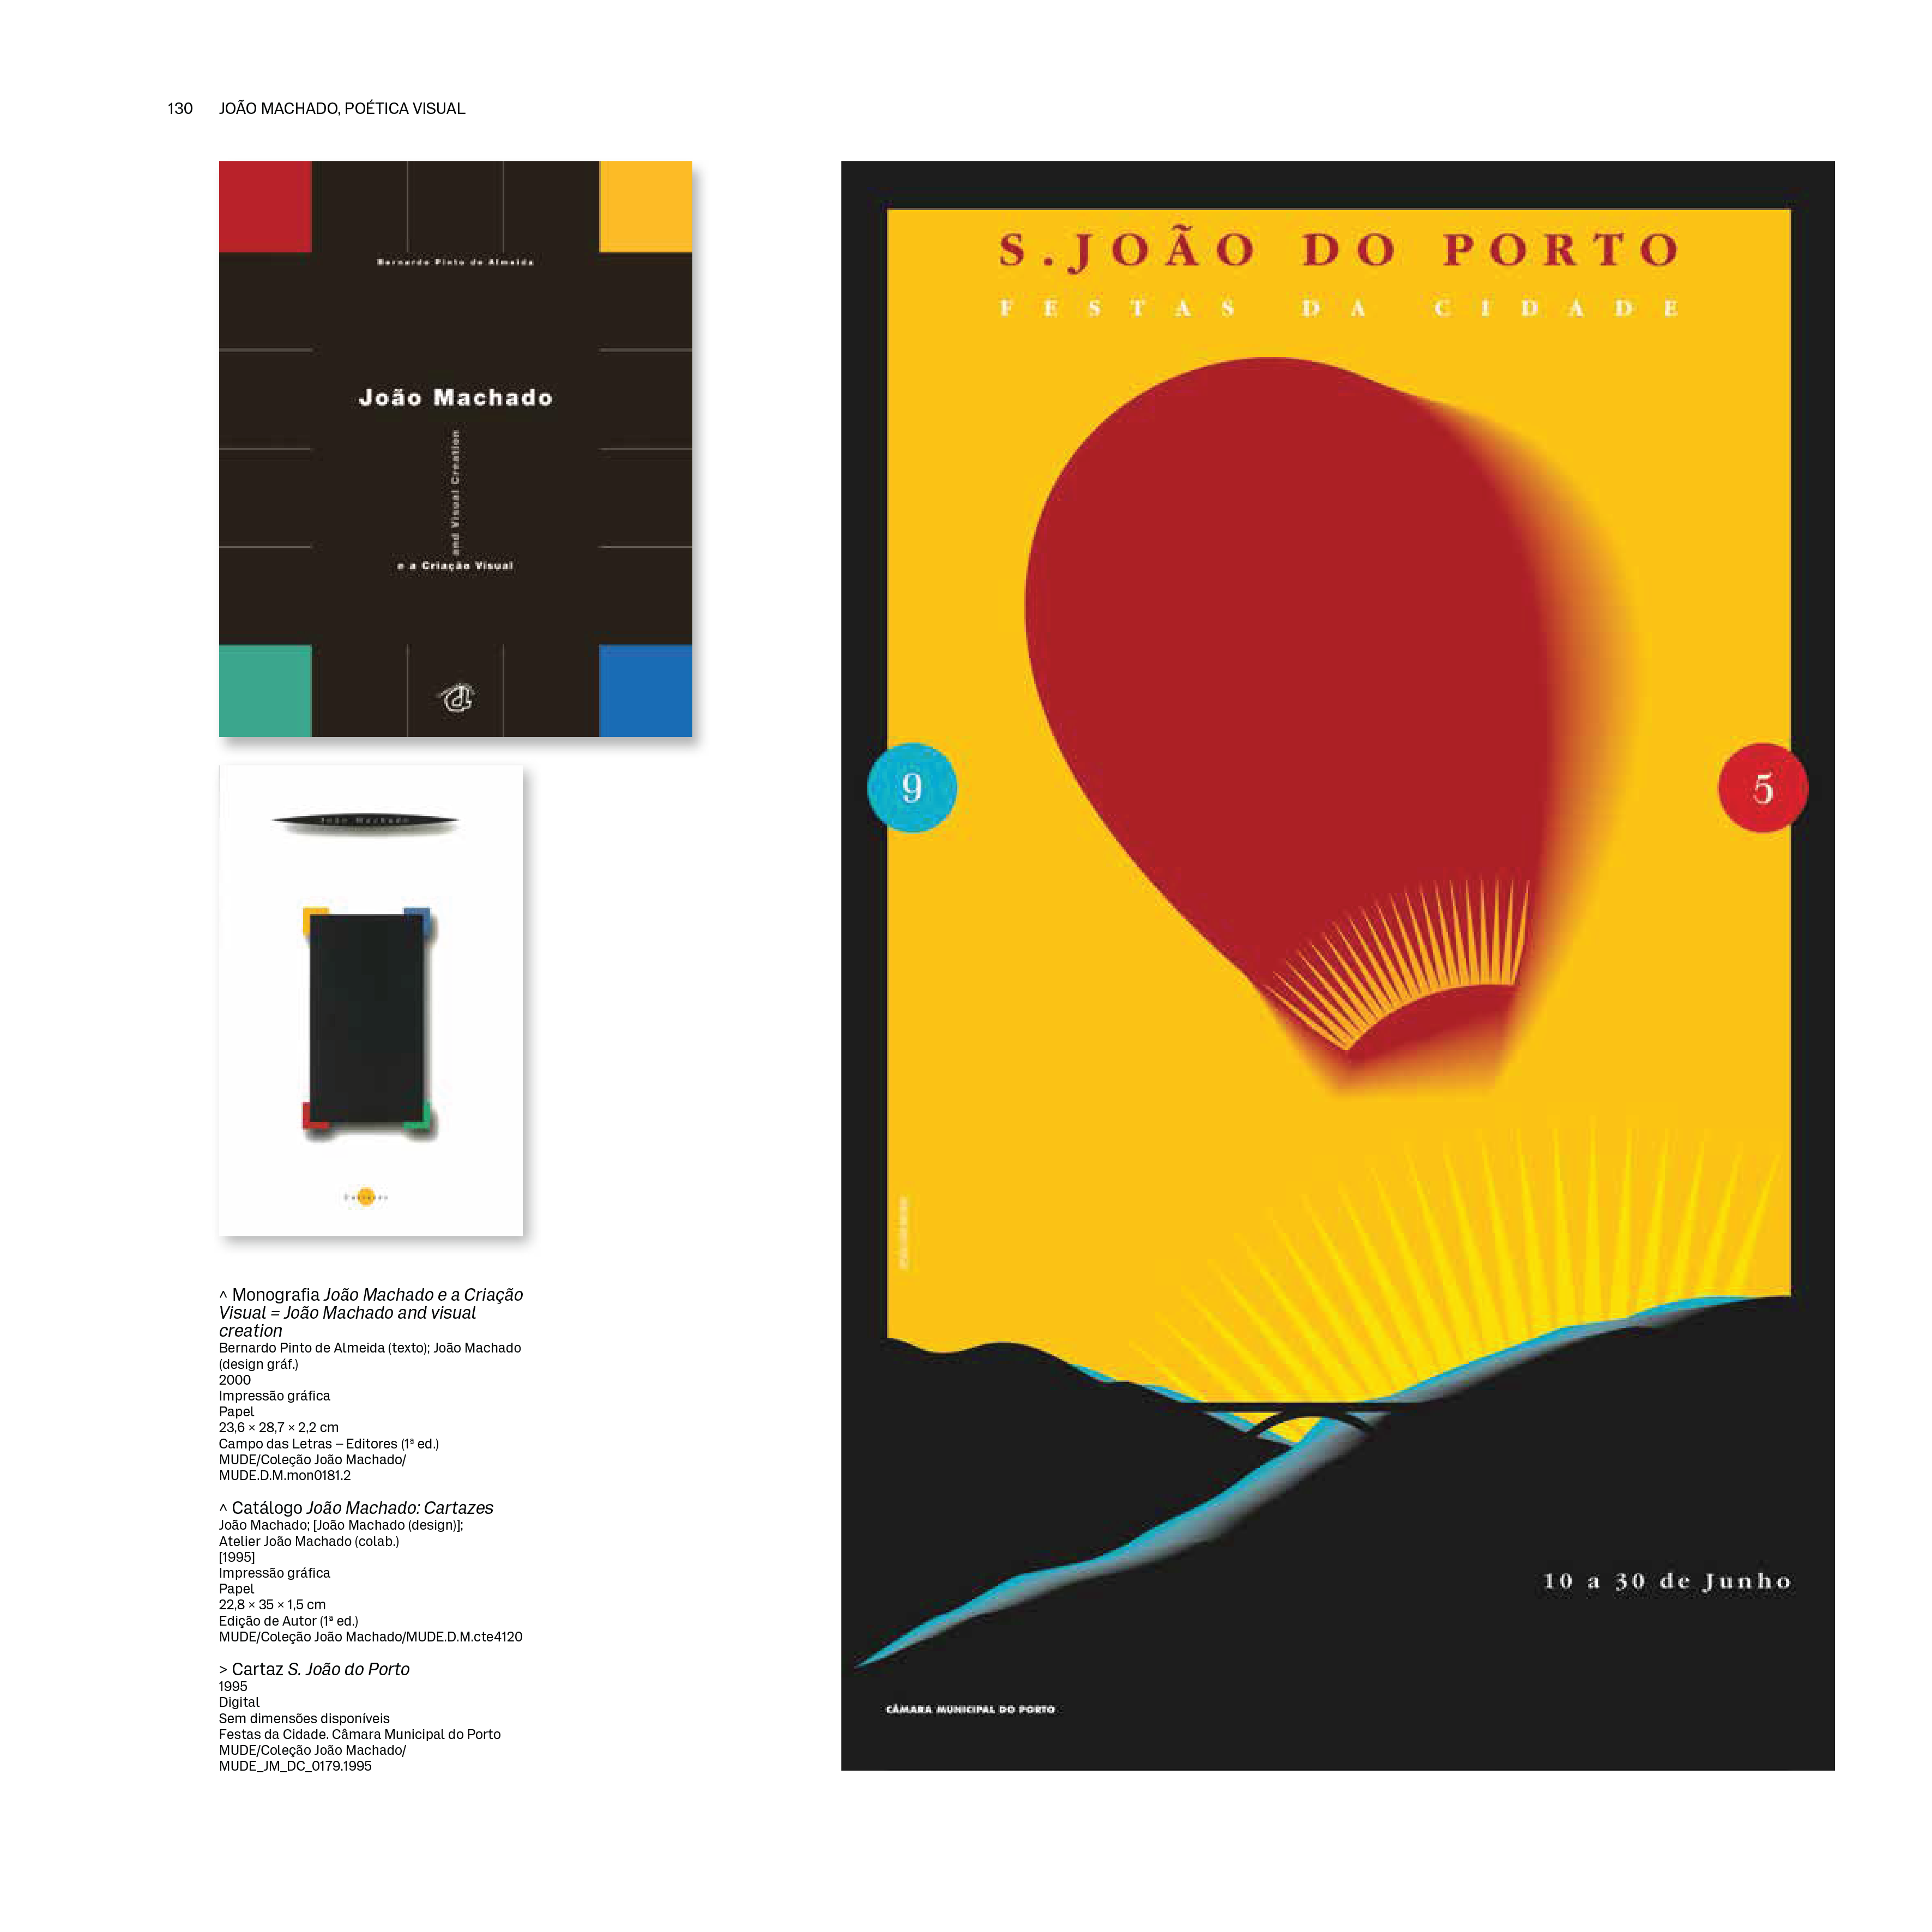 130 JOÃO MACHADO, POÉTICA VISUAL
Bernardo Pinto de Almeida
João Machado
and Visual Creation
e a Criação Visual
João Machado
S. JOÃO DO PORTO
FESTAS DA CIDADE
9
5
10 a 30 de Junho
CÂMARA MUNICIPAL DO PORTO
^ Monografia João Machado e a Criação
Visual = João Machado and visual
creation
Bernardo Pinto de Almeida (texto); João Machado
(design gráf.)
2000
Impressão gráfica
Papel
23,6 × 28,7 × 2,2 cm
Campo das Letras – Editores (1ª ed.)
MUDE/Coleção João Machado/
MUDE.D.M.mon0181.2
^ Catálogo João Machado: Cartazes
João Machado; [João Machado (design)];
Atelier João Machado (colab.)
[1995]
Impressão gráfica
Papel
22,8 × 35 × 1,5 cm
Edição de Autor (1ª ed.)
MUDE/Coleção João Machado/MUDE.D.M.cte4120
> Cartaz S. João do Porto
1995
Digital
Sem dimensões disponíveis
Festas da Cidade. Câmara Municipal do Porto
MUDE/Coleção João Machado/
MUDE_JM_DC_0179.1995